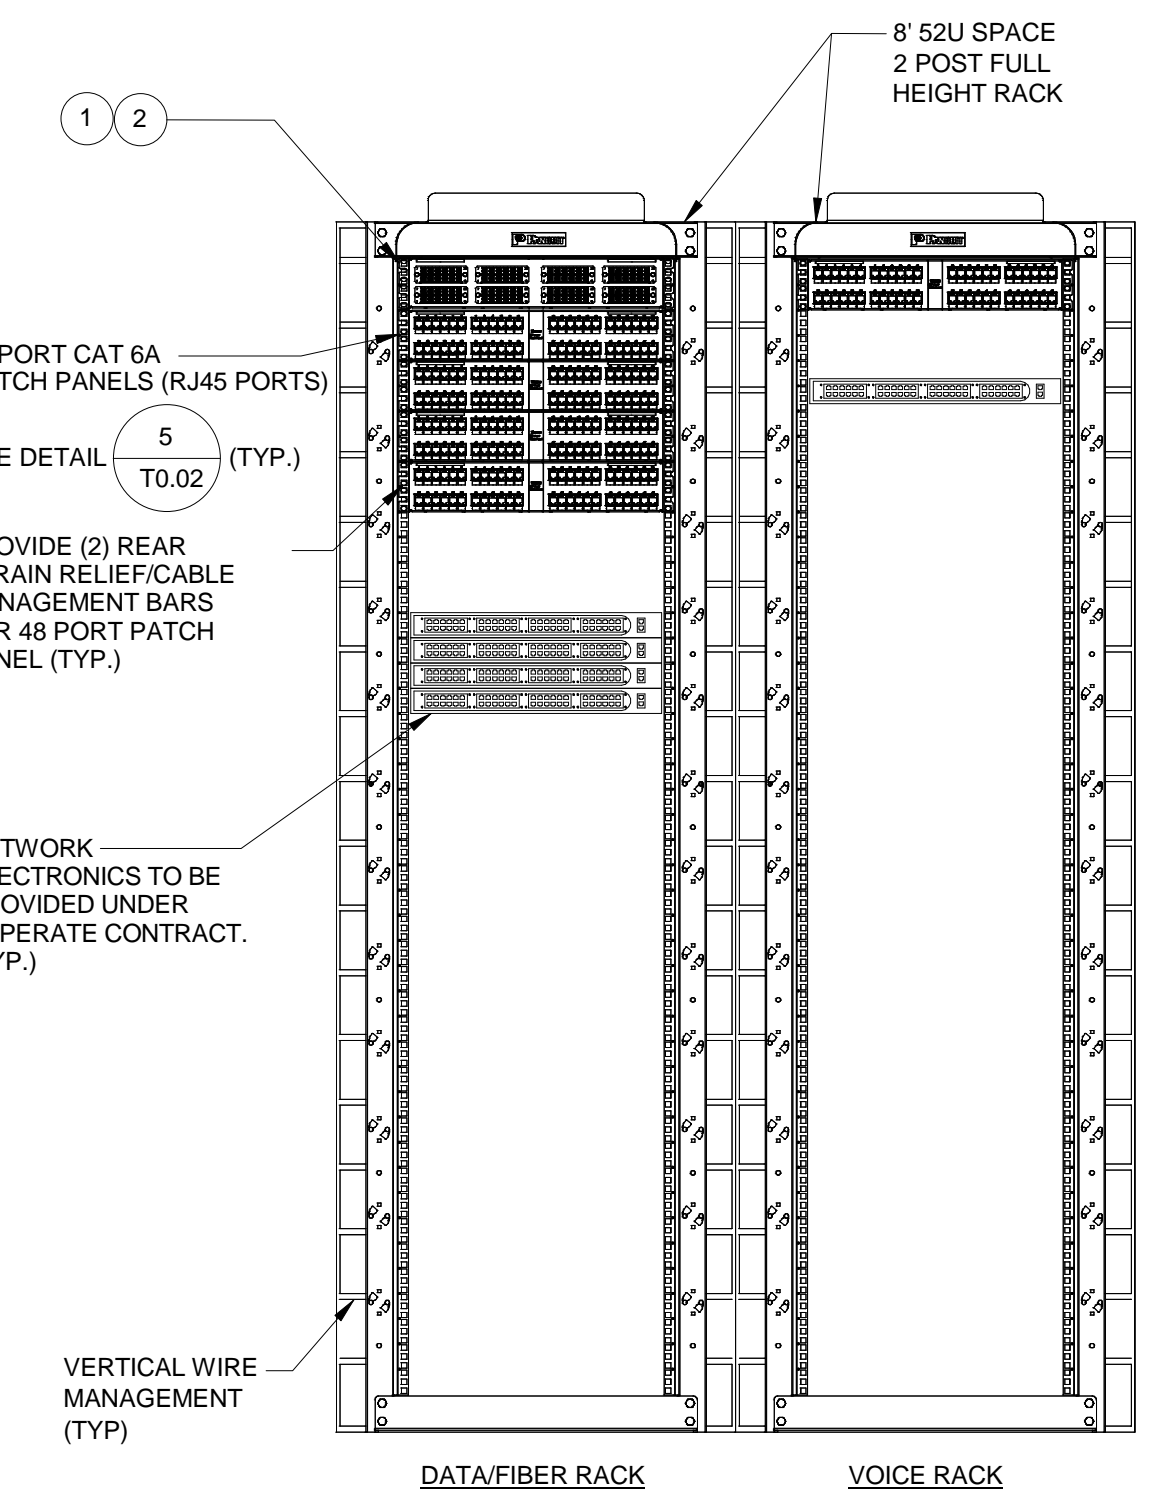 8' 52U SPACE
2 POST FULL
HEIGHT RACK
1 2
PORT CAT 6A
TCH PANELS (RJ45 PORTS)
E DETAIL 5 (TYP.)
T0.02
OVIDE (2) REAR
RAIN RELIEF/CABLE
NAGEMENT BARS
R 48 PORT PATCH
NEL (TYP.)
TWORK
ECTRONICS TO BE
OVIDED UNDER
PERATE CONTRACT.
YP.)
VERTICAL WIRE
MANAGEMENT
(TYP)
DATA/FIBER RACK
VOICE RACK